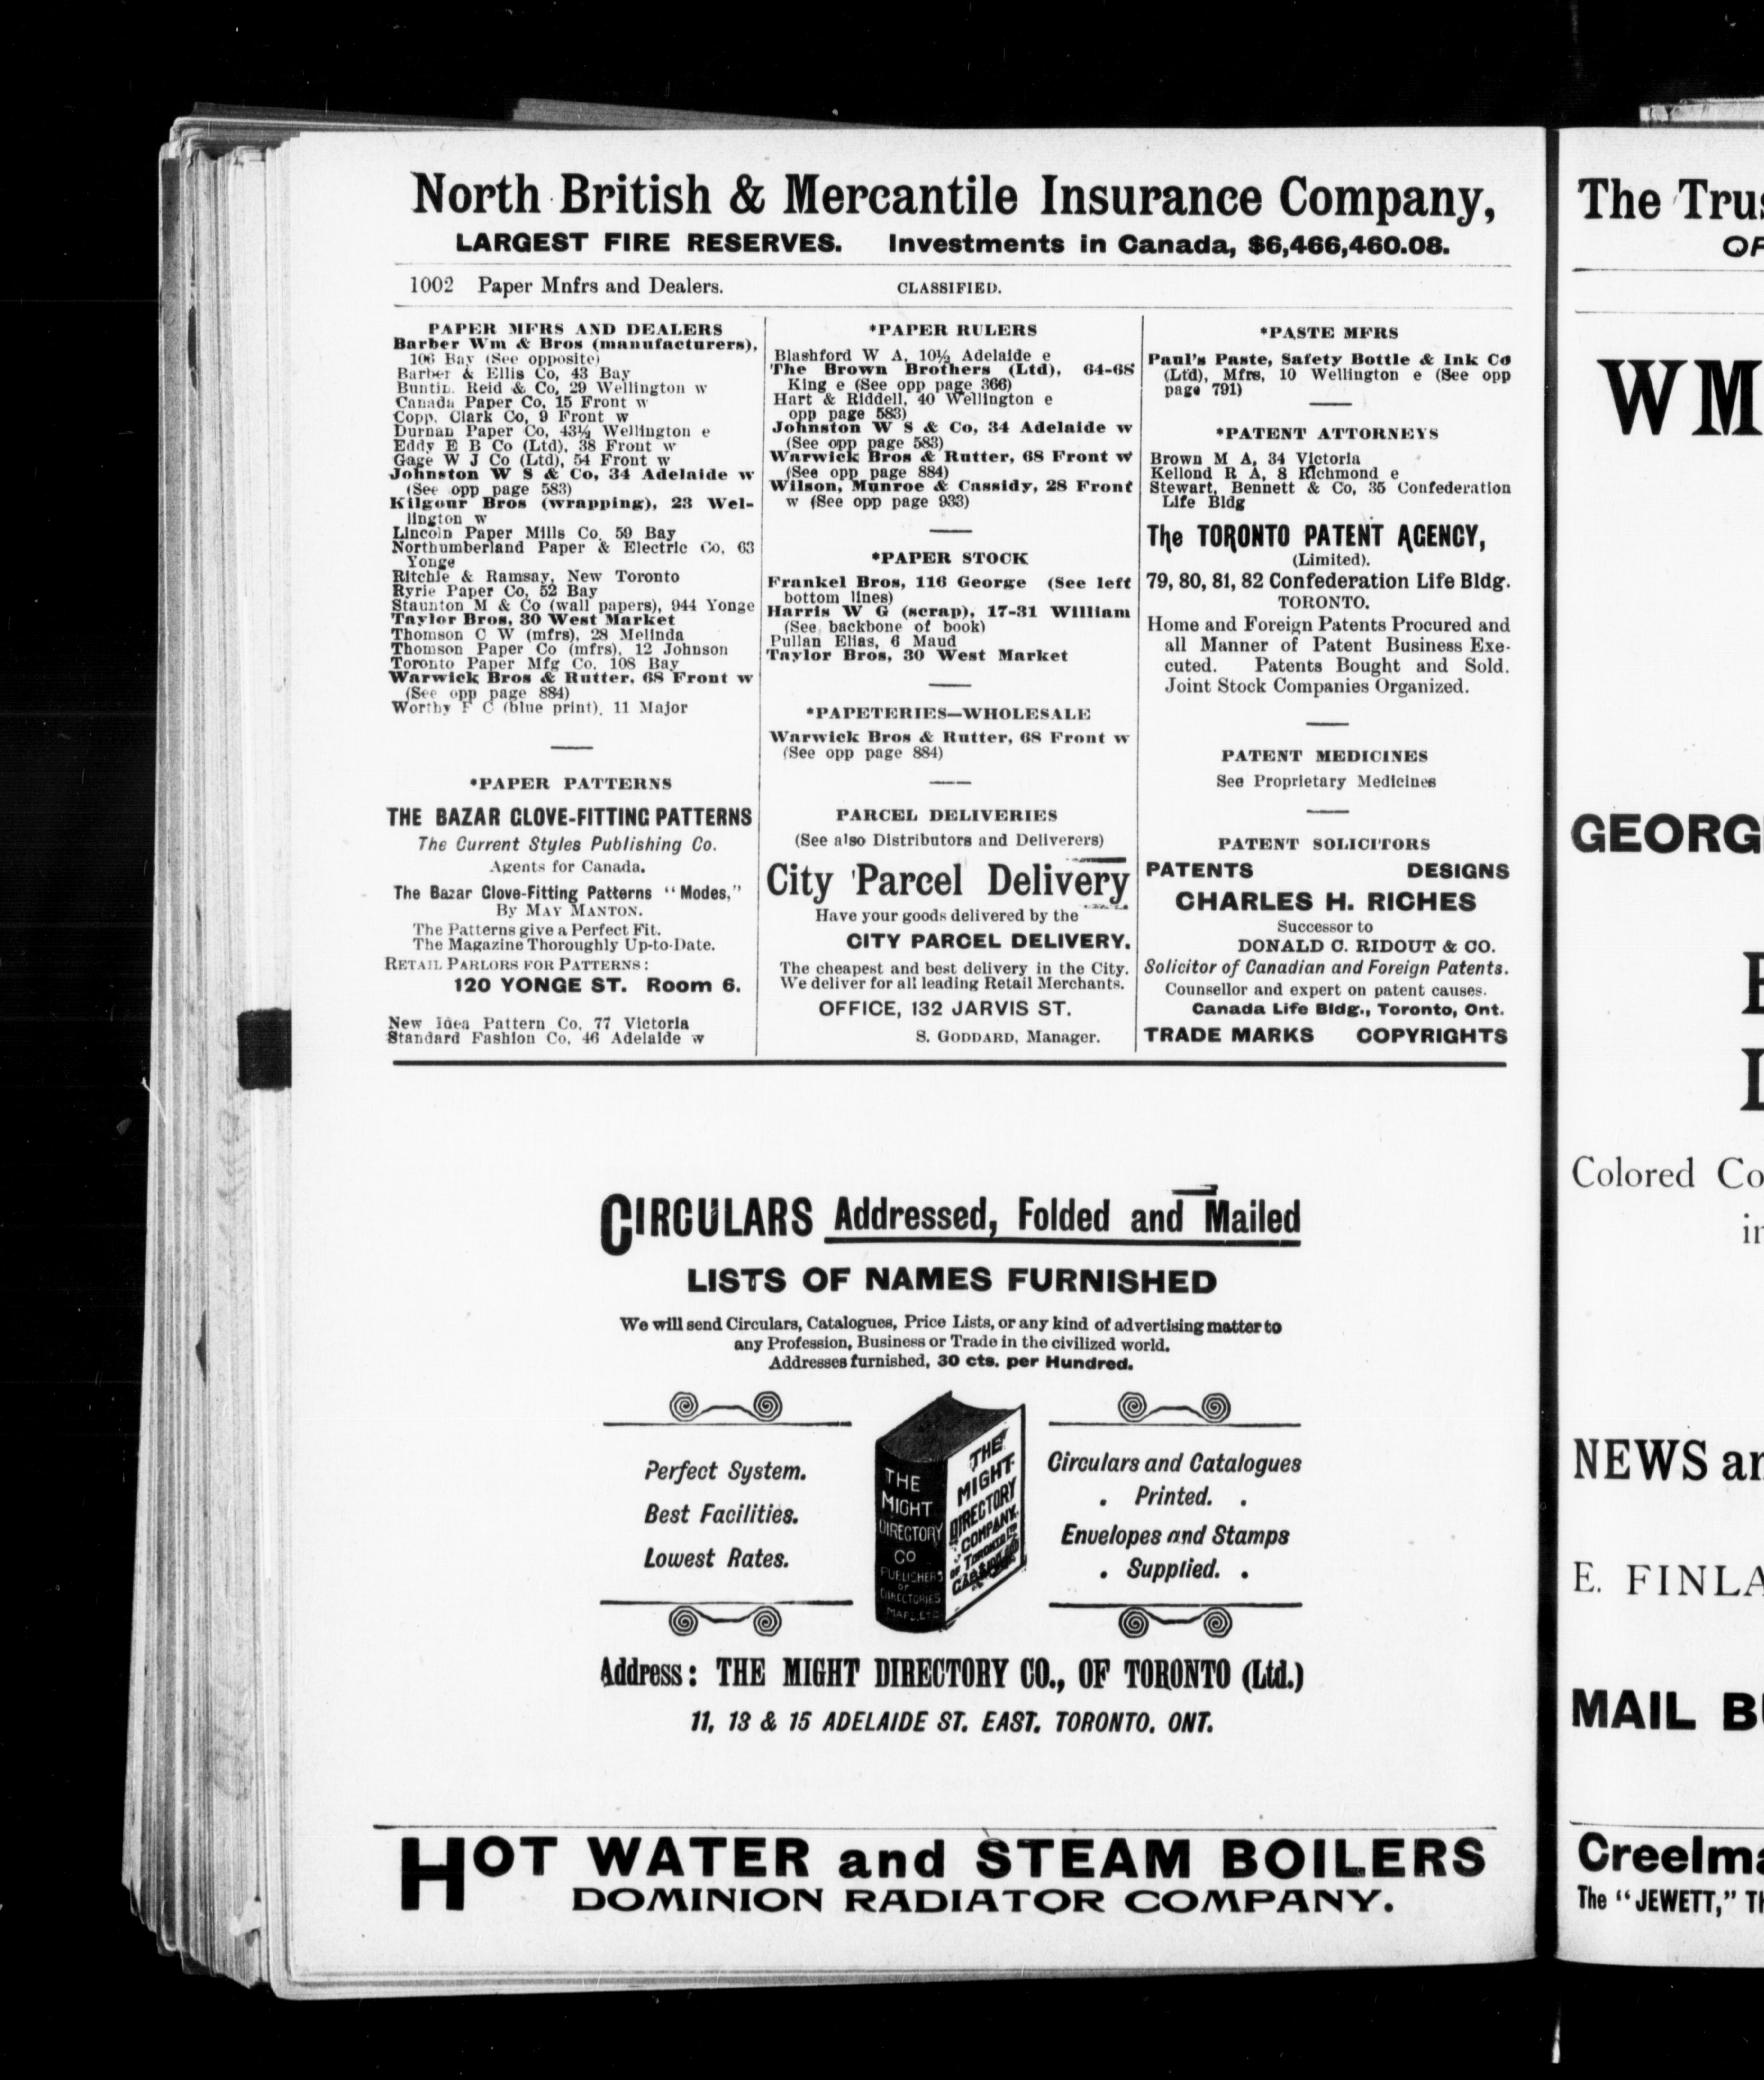 North British & Mercantile Insurance Company,
LARGEST FIRE RESERVES. Investments in Canada, $6,466,460.08.
1002 Paper Mnfrs and Dealers. CLASSIFIED.
PAPER MFRS AND DEALERS
Barber Wm & Bros (manufacturers),
106 Bay (See opposite)
Barber & Ellis Co, 43 Bay
Buntin, Reid & Co, 29 Wellington w
Canada Paper Co, 15 Front w
Copp, Clark Co, 9 Front w
Durnan Paper Co, 43½ Wellington e
Eddy E B Co (Ltd), 38 Front w
Gage W J Co (Ltd), 54 Front w
Johnston W S & Co, 34 Adelaide w
(See opp page 583)
Kilgour Bros (wrapping), 23 Wel-
lington w
Lincoln Paper Mills Co, 59 Bay
Northumberland Paper & Electric Co, 63
Yonge
Ritchie & Ramsay, New Toronto
Ryrie Paper Co, 52 Bay
Staunton M & Co (wall papers), 944 Yonge
Taylor Bros, 30 West Market
Thomson C W (mfrs), 28 Melinda
Thomson Paper Co (mfrs), 12 Johnson
Toronto Paper Mfg Co, 108 Bay
Warwick Bros & Rutter, 68 Front w
(See opp page 884)
Worthy F C (blue print), 11 Major
*PAPER PATTERNS
THE BAZAR GLOVE-FITTING PATTERNS
The Current Styles Publishing Co.
Agents for Canada.
The Bazar Glove-Fitting Patterns "Modes,"
By MAY MANTON.
The Patterns give a Perfect Fit.
The Magazine Thoroughly Up-to-Date.
RETAIL PARLORS FOR PATTERNS:
120 YONGE ST. Room 6.
New Idea Pattern Co, 77 Victoria
Standard Fashion Co, 46 Adelaide w
*PAPER RULERS
Blashford W A, 10½ Adelaide e
The Brown Brothers (Ltd), 64-68
King e (See opp page 366)
Hart & Riddell, 40 Wellington e
opp page 583)
Johnston W S & Co, 34 Adelaide w
(See opp page 583)
Warwick Bros & Rutter, 68 Front w
(See opp page 884)
Wilson, Munroe & Cassidy, 28 Front
w (See opp page 933)
*PAPER STOCK
Frankel Bros, 116 George (See left
bottom lines)
Harris W G (scrap), 17-31 William
(See backbone of book)
Pullan Elias, 6 Maud
Taylor Bros, 30 West Market
*PAPETERIES—WHOLESALE
Warwick Bros & Rutter, 68 Front w
(See opp page 884)
PARCEL DELIVERIES
(See also Distributors and Deliverers)
City Parcel Delivery
Have your goods delivered by the
CITY PARCEL DELIVERY.
The cheapest and best delivery in the City.
We deliver for all leading Retail Merchants.
OFFICE, 132 JARVIS ST.
S. GODDARD, Manager.
*PASTE MFRS
Paul's Paste, Safety Bottle & Ink Co
(Ltd), Mfrs, 10 Wellington e (See opp
page 791)
*PATENT ATTORNEYS
Brown M A, 34 Victoria
Kellond R A, 8 Richmond e
Stewart, Bennett & Co, 35 Confederation
Life Bldg
The TORONTO PATENT AGENCY,
(Limited).
79, 80, 81, 82 Confederation Life Bldg.
TORONTO.
Home and Foreign Patents Procured and
all Manner of Patent Business Exe-
cuted. Patents Bought and Sold.
Joint Stock Companies Organized.
PATENT MEDICINES
See Proprietary Medicines
PATENT SOLICITORS
PATENTS DESIGNS
CHARLES H. RICHES
Successor to
DONALD C. RIDOUT & CO.
Solicitor of Canadian and Foreign Patents.
Counsellor and expert on patent causes.
Canada Life Bldg., Toronto, Ont.
TRADE MARKS COPYRIGHTS
CIRCULARS Addressed, Folded and Mailed
LISTS OF NAMES FURNISHED
We will send Circulars, Catalogues, Price Lists, or any kind of advertising matter to
any Profession, Business or Trade in the civilized world.
Addresses furnished, 30 cts. per Hundred.
Perfect System.
Best Facilities.
Lowest Rates.
THE
MIGHT
DIRECTORY
CO
PUBLISHERS
OF
DIRECTORIES
THE
MIGHT
DIRECTORY
COMPANY
OF TORONTO LTD
Circulars and Catalogues
. Printed. .
Envelopes and Stamps
. Supplied. .
Address: THE MIGHT DIRECTORY CO., OF TORONTO (Ltd.)
11, 13 & 15 ADELAIDE ST. EAST. TORONTO. ONT.
HOT WATER and STEAM BOILERS
DOMINION RADIATOR COMPANY.
The Trus
OF
WM
GEORG
Colored Co
in
NEWS an
E. FINLA
MAIL BU
Creelma
The "JEWETT," Th